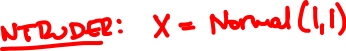 NTRUDER: X = Normal (1,1)